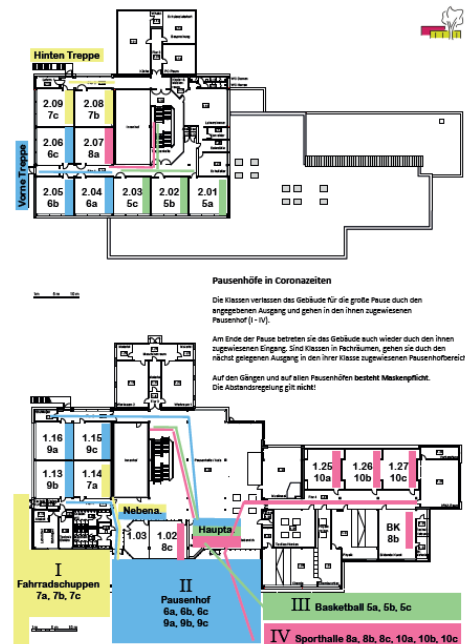 Hinten Treppe
2.09
7c
2.08
7b
2.06
6c
2.07
8a
Vorne Treppe
2.05
6b
2.04
6a
2.03
5c
2.02
5b
2.01
5a
Pausenhöfe in Coronazeiten
Die Klassen verlassen das Gebäude für die große Pause duch den
angegebenen Ausgang und gehen in den ihnen zugewiesenen
Pausenhof (I - IV).
Am Ende der Pause betreten sie das Gebäude auch wieder duch den ihnen
zugewiesenen Eingang. Sind Klassen in Fachräumen, gehen sie duch den
nächst gelegenen Ausgang in den ihrer Klasse zugewiesenen Pausenhofbereich
Auf den Gängen und auf allen Pausenhöfen besteht Maskenpflicht.
Die Abstandsregelung gilt nicht!
1.16
9a
1.15
9c
1.13
9b
1.14
7a
1.25
10a
1.26
10b
1.27
10c
Nebena.
1.03
1.02
8c
Haupta
BK
8b
I
Fahrradschuppen
7a, 7b, 7c
II
Pausenhof
6a, 6b, 6c
9a, 9b, 9c
III Basketball 5a, 5b, 5c
IV Sporthalle 8a, 8b, 8c, 10a, 10b, 10c